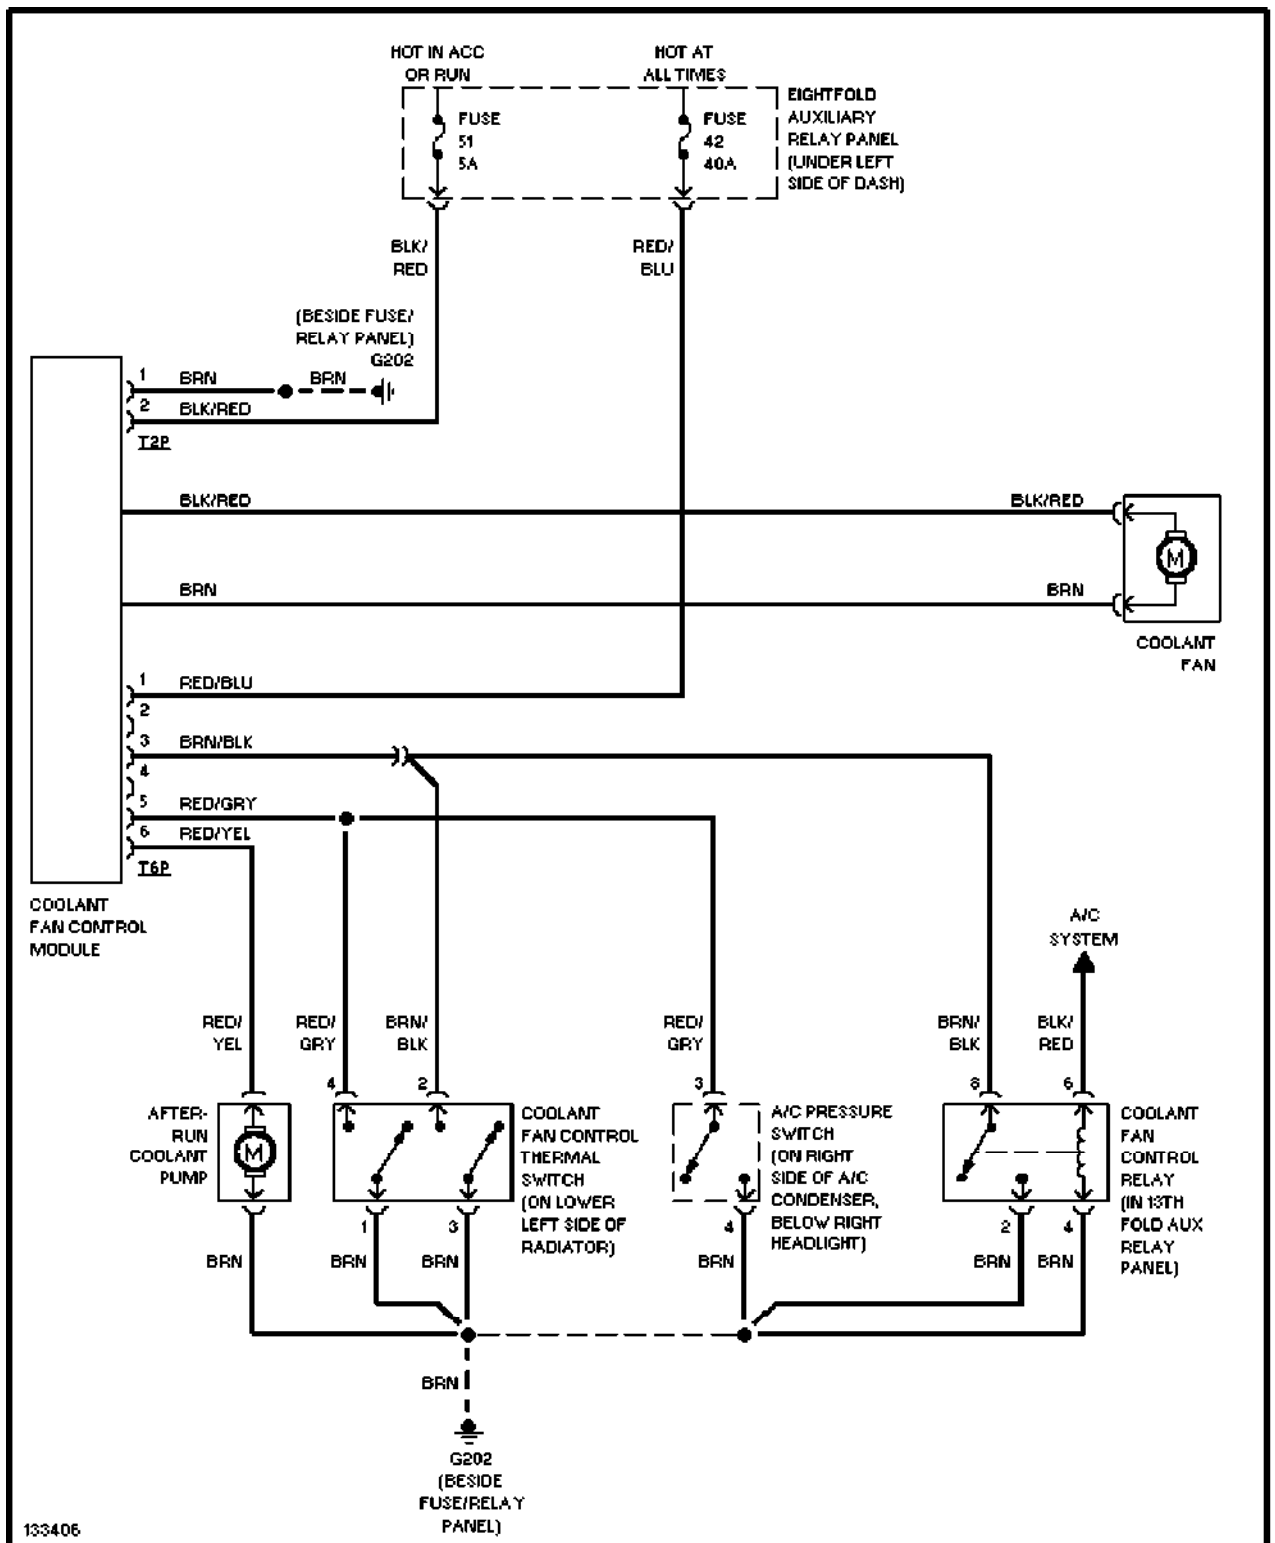 HOT IN ACC
OR RUN
HOT AT
ALL TIMES
FUSE
51
5A
FUSE
42
40A
EIGHTFOLD
AUXILIARY
RELAY PANEL
(UNDER LEFT
SIDE OF DASH)
BLK/
RED
RED/
BLU
(BESIDE FUSE/
RELAY PANEL)
G202
1
BRN
BRN
2
BLK/RED
T2P
BLK/RED
BLK/RED
M
BRN
BRN
COOLANT
FAN
1
RED/BLU
2
3
BRN/BLK
4
5
RED/GRY
6
RED/YEL
T6P
COOLANT
FAN CONTROL
MODULE
A/C
SYSTEM
RED/
YEL
RED/
GRY
BRN/
BLK
RED/
GRY
BRN/
BLK
BLK/
RED
4
2
3
8
6
AFTER-
RUN
COOLANT
PUMP
M
COOLANT
FAN CONTROL
THERMAL
SWITCH
(ON LOWER
LEFT SIDE OF
RADIATOR)
A/C PRESSURE
SWITCH
(ON RIGHT
SIDE OF A/C
CONDENSER,
BELOW RIGHT
HEADLIGHT)
COOLANT
FAN
CONTROL
RELAY
(IN 13TH
FOLD AUX
RELAY
PANEL)
1
3
4
2
4
BRN
BRN
BRN
BRN
BRN
BRN
BRN
G202
(BESIDE
FUSE/RELAY
PANEL)
133406